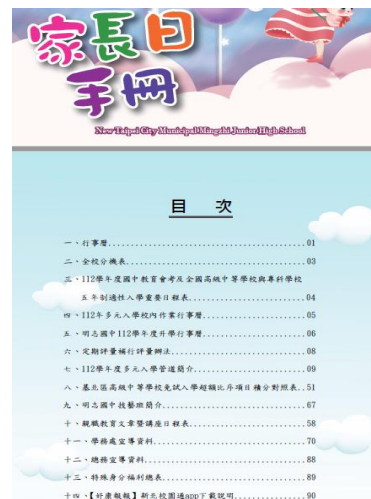 家長日
手冊
New Taipei City Municipal Mingzhi Junior High School
目 次
一、行事曆................................................01
二、全校分機表............................................03
三、112學年度國中教育會考及全國高級中等學校與專科學校
五年制適性入學重要日程表..............................04
四、112年多元入學校內作業行事曆...........................06
五、明志國中112學年度升學行事曆...........................06
六、定期評量補行評量辦法..................................08
七、112學年度多元入學管道簡介.............................09
八、基北區高級中等學校免試入學超額比序項目積分對照表..51
九、明志國中技藝班簡介....................................67
十、親職教育文章暨講座日程表..............................58
十一、學務處宣導資料......................................70
十二、總務宣導資料........................................88
十三、特殊身分福利總表....................................89
十四、【好康報報】新北校園通app下載說明...................90